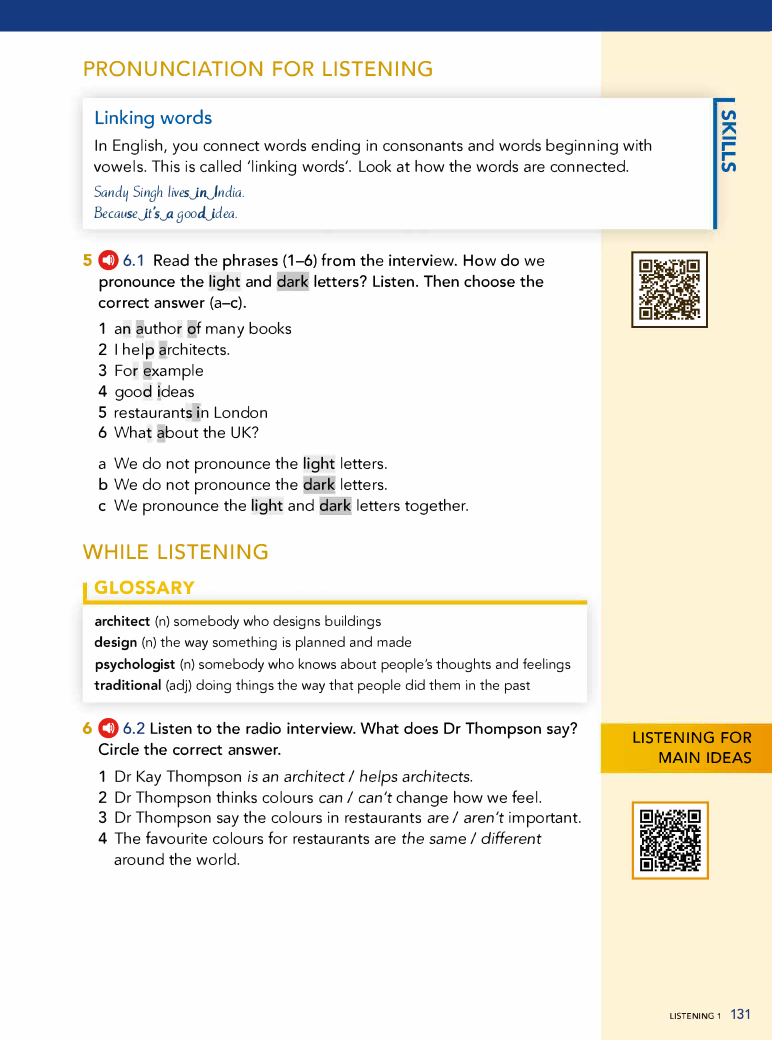 PRONUNCIATION FOR LISTENING
Linking words
In English, you connect words ending in consonants and words beginning with
vowels. This is called ‘linking words’. Look at how the words are connected.
Sandy Singh lives in India.
Because it’s a good idea.
SKILLS
5 6.1 Read the phrases (1–6) from the interview. How do we
pronounce the light and dark letters? Listen. Then choose the
correct answer (a–c).
1 an author of many books
2 I help architects.
3 For example
4 good ideas
5 restaurants in London
6 What about the UK?
a We do not pronounce the light letters.
b We do not pronounce the dark letters.
c We pronounce the light and dark letters together.
WHILE LISTENING
GLOSSARY
architect (n) somebody who designs buildings
design (n) the way something is planned and made
psychologist (n) somebody who knows about people’s thoughts and feelings
traditional (adj) doing things the way that people did them in the past
6 6.2 Listen to the radio interview. What does Dr Thompson say?
Circle the correct answer.
LISTENING FOR
MAIN IDEAS
1 Dr Kay Thompson is an architect / helps architects.
2 Dr Thompson thinks colours can / can’t change how we feel.
3 Dr Thompson say the colours in restaurants are / aren’t important.
4 The favourite colours for restaurants are the same / different
around the world.
LISTENING 1 131